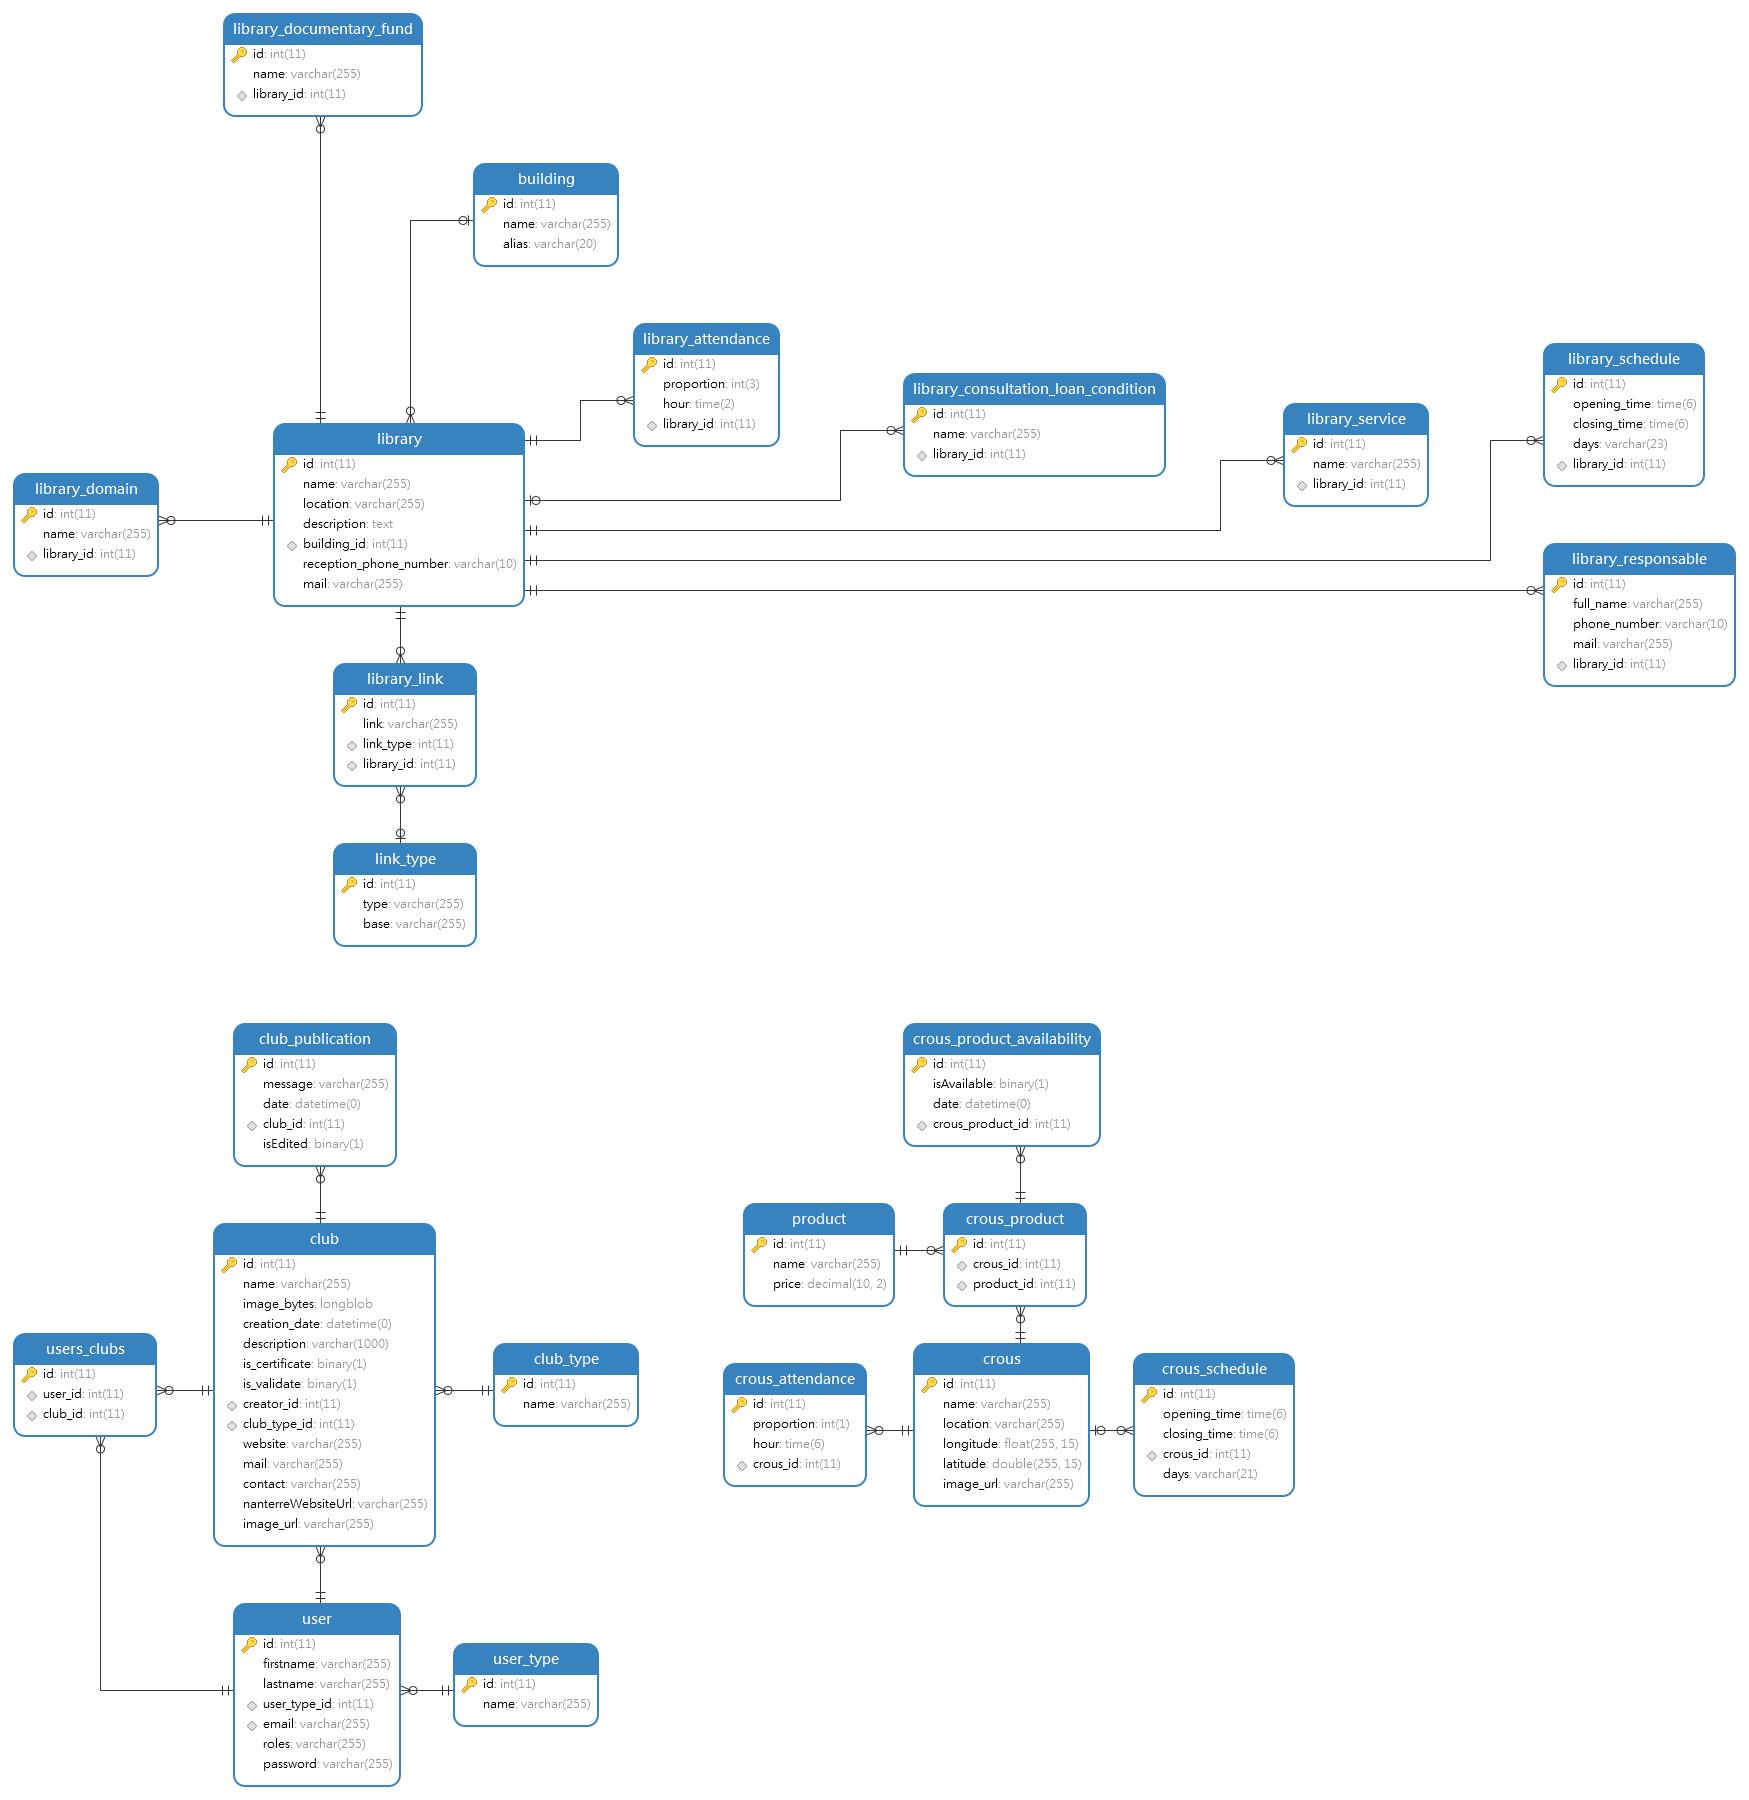 library_documentary_fund
id: int(11)
name: varchar(255)
library_id: int(11)
building
id: int(11)
name: varchar(255)
alias: varchar(20)
library_attendance
id: int(11)
proportion: int(3)
hour: time(2)
library_id: int(11)
library_consultation_loan_condition
id: int(11)
name: varchar(255)
library_id: int(11)
library_service
id: int(11)
name: varchar(255)
library_id: int(11)
library_schedule
id: int(11)
opening_time: time(6)
closing_time: time(6)
days: varchar(23)
library_id: int(11)
library
id: int(11)
name: varchar(255)
location: varchar(255)
description: text
building_id: int(11)
reception_phone_number: varchar(10)
mail: varchar(255)
library_domain
id: int(11)
name: varchar(255)
library_id: int(11)
library_responsable
id: int(11)
full_name: varchar(255)
phone_number: varchar(10)
mail: varchar(255)
library_id: int(11)
library_link
id: int(11)
link: varchar(255)
link_type: int(11)
library_id: int(11)
link_type
id: int(11)
type: varchar(255)
base: varchar(255)
club_publication
id: int(11)
message: varchar(255)
date: datetime(0)
club_id: int(11)
isEdited: binary(1)
club
id: int(11)
name: varchar(255)
image_bytes: longblob
creation_date: datetime(0)
description: varchar(1000)
is_certificate: binary(1)
is_validate: binary(1)
creator_id: int(11)
club_type_id: int(11)
website: varchar(255)
mail: varchar(255)
contact: varchar(255)
nanterreWebsiteUrl: varchar(255)
image_url: varchar(255)
users_clubs
id: int(11)
user_id: int(11)
club_id: int(11)
club_type
id: int(11)
name: varchar(255)
user
id: int(11)
firstname: varchar(255)
lastname: varchar(255)
user_type_id: int(11)
email: varchar(255)
roles: varchar(255)
password: varchar(255)
user_type
id: int(11)
name: varchar(255)
crous_product_availability
id: int(11)
isAvailable: binary(1)
date: datetime(0)
crous_product_id: int(11)
product
id: int(11)
name: varchar(255)
price: decimal(10, 2)
crous_product
id: int(11)
crous_id: int(11)
product_id: int(11)
crous_attendance
id: int(11)
proportion: int(1)
hour: time(6)
crous_id: int(11)
crous
id: int(11)
name: varchar(255)
location: varchar(255)
longitude: float(255, 15)
latitude: double(255, 15)
image_url: varchar(255)
crous_schedule
id: int(11)
opening_time: time(6)
closing_time: time(6)
crous_id: int(11)
days: varchar(21)